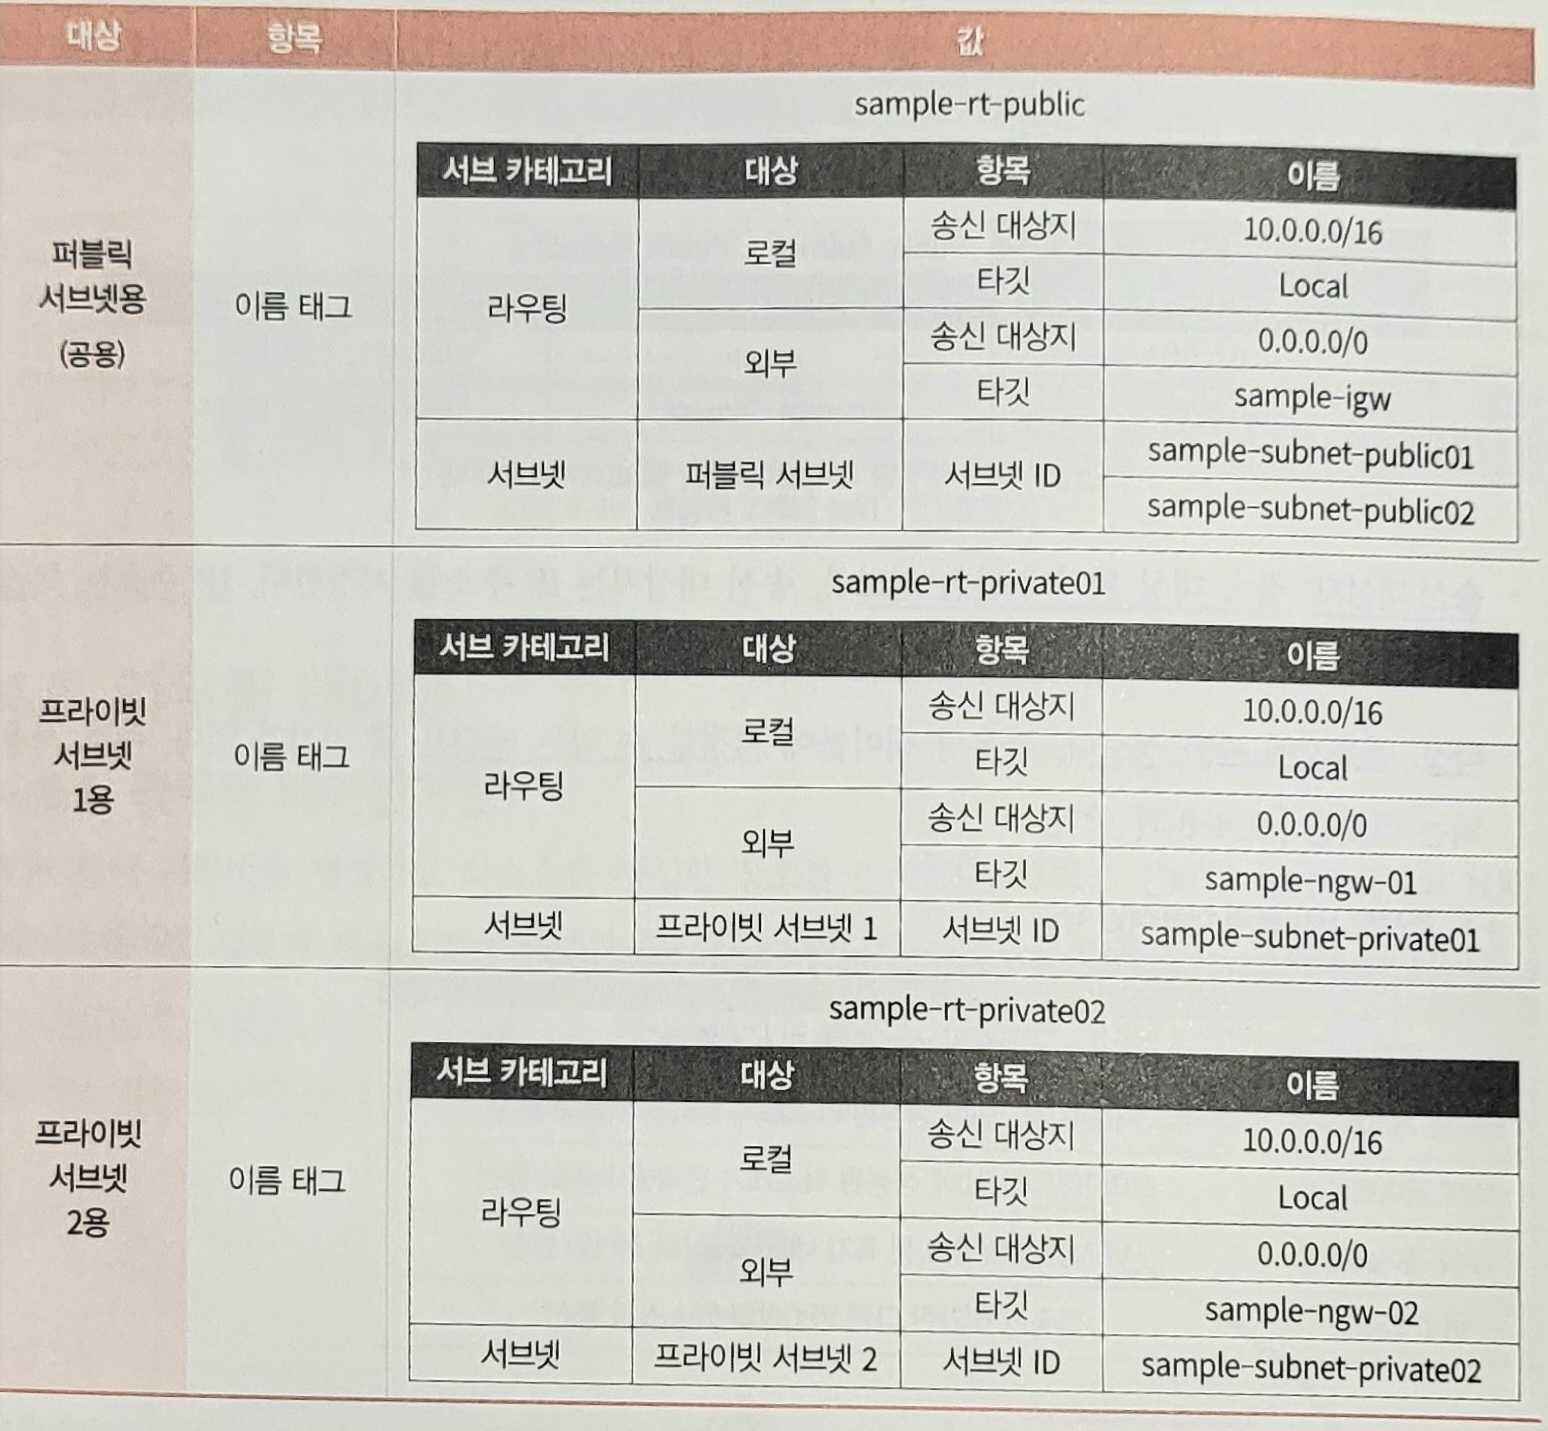 대상 항목 값
sample-rt-public
서브 카테고리 대상 항목 이름
퍼블릭
서브넷용
(공용)
이름 태그
라우팅
로컬
송신 대상지 10.0.0.0/16
타깃 Local
외부
송신 대상지 0.0.0.0/0
타깃 sample-igw
서브넷 퍼블릭 서브넷 서브넷 ID
sample-subnet-public01
sample-subnet-public02
sample-rt-private01
서브 카테고리 대상 항목 이름
프라이빗
서브넷
1용
이름 태그
라우팅
로컬
송신 대상지 10.0.0.0/16
타깃 Local
외부
송신 대상지 0.0.0.0/0
타깃 sample-ngw-01
서브넷 프라이빗 서브넷 1 서브넷 ID sample-subnet-private01
sample-rt-private02
서브 카테고리 대상 항목 이름
프라이빗
서브넷
2용
이름 태그
라우팅
로컬
송신 대상지 10.0.0.0/16
타깃 Local
외부
송신 대상지 0.0.0.0/0
타깃 sample-ngw-02
서브넷 프라이빗 서브넷 2 서브넷 ID sample-subnet-private02